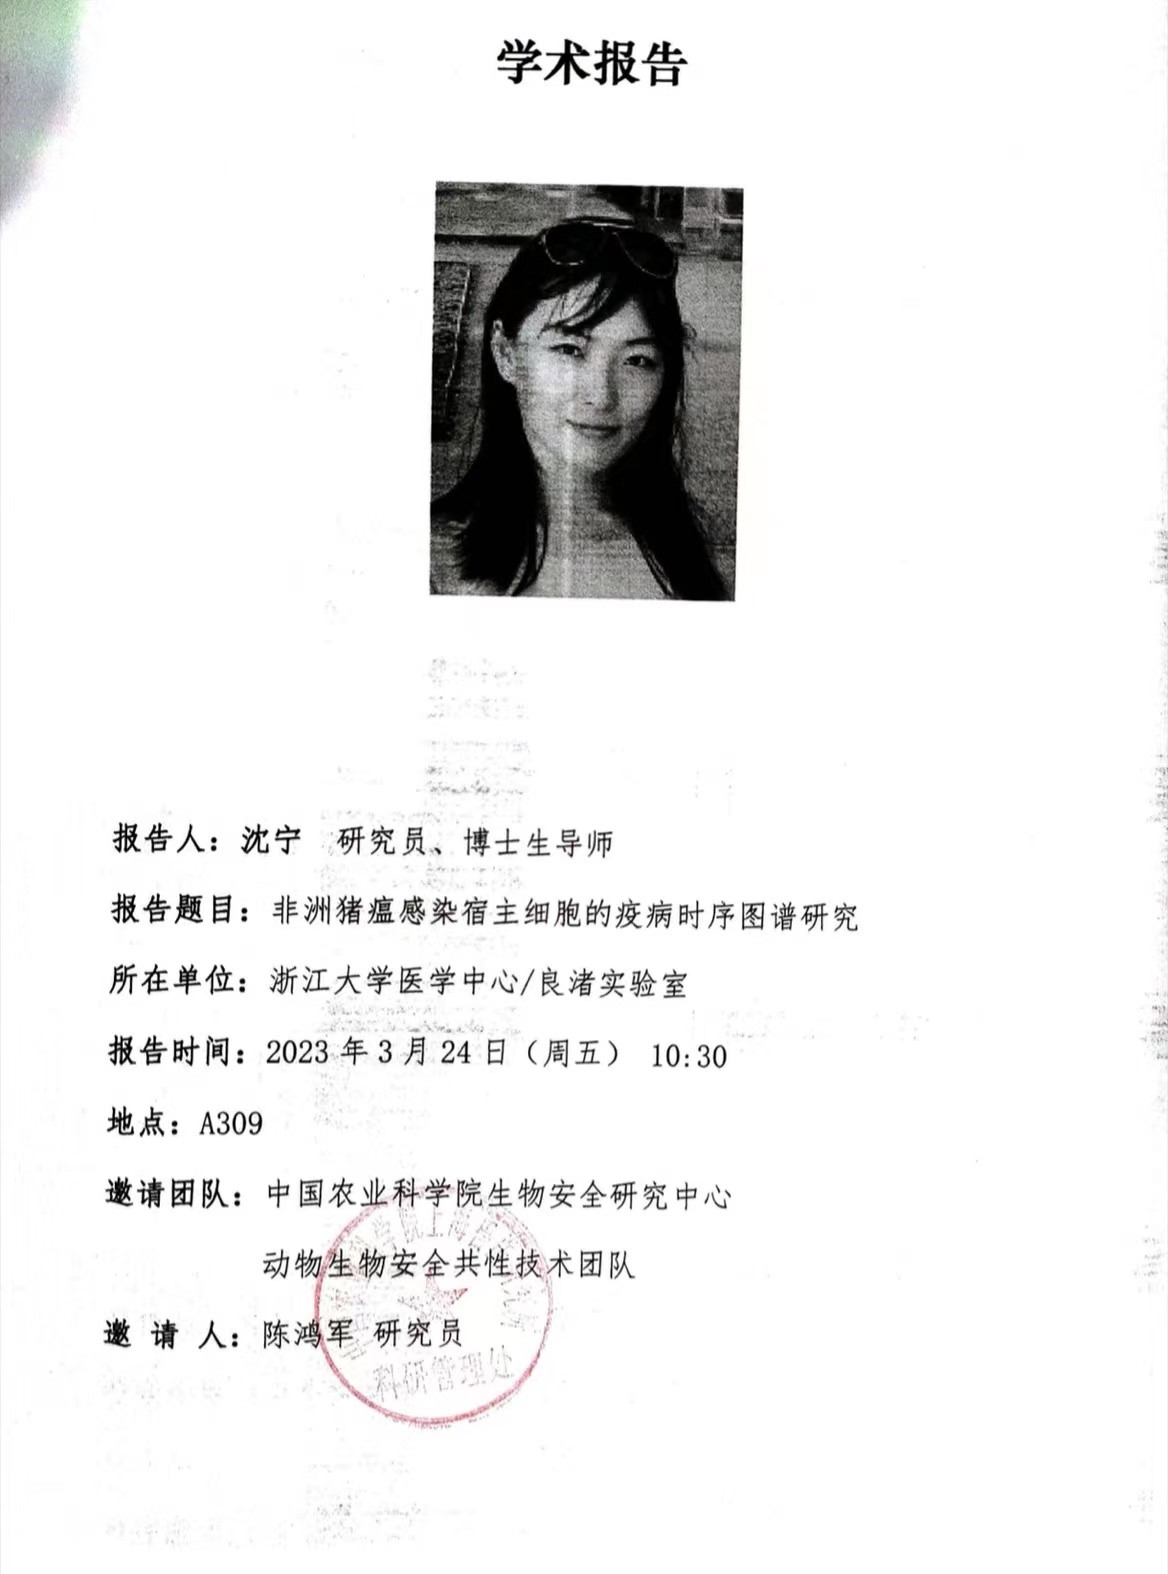 学术报告
报告人：沈宁 研究员、博士生导师
报告题目：非洲猪瘟感染宿主细胞的疫病时序图谱研究
所在单位：浙江大学医学中心/良渚实验室
报告时间：2023年3月24日（周五） 10:30
地点：A309
邀请团队：中国农业科学院生物安全研究中心
动物生物安全共性技术团队
邀 请 人：陈鸿军 研究员
科研管理处